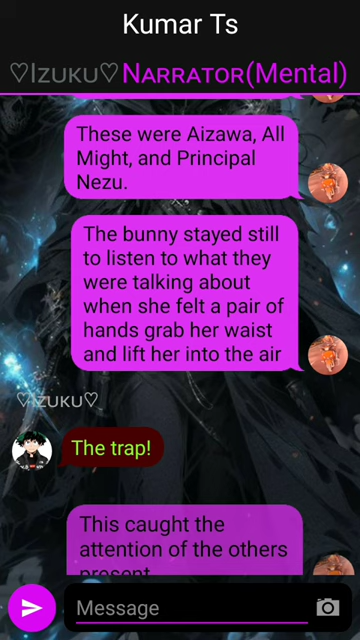 Kumar Ts
♡Izuku♡Narrator(Mental)
These were Aizawa, All
Might, and Principal
Nezu.
The bunny stayed still
to listen to what they
were talking about
when she felt a pair of
hands grab her waist
and lift her into the air
♡Izuku♡
The trap!
This caught the
attention of the others
present
Message